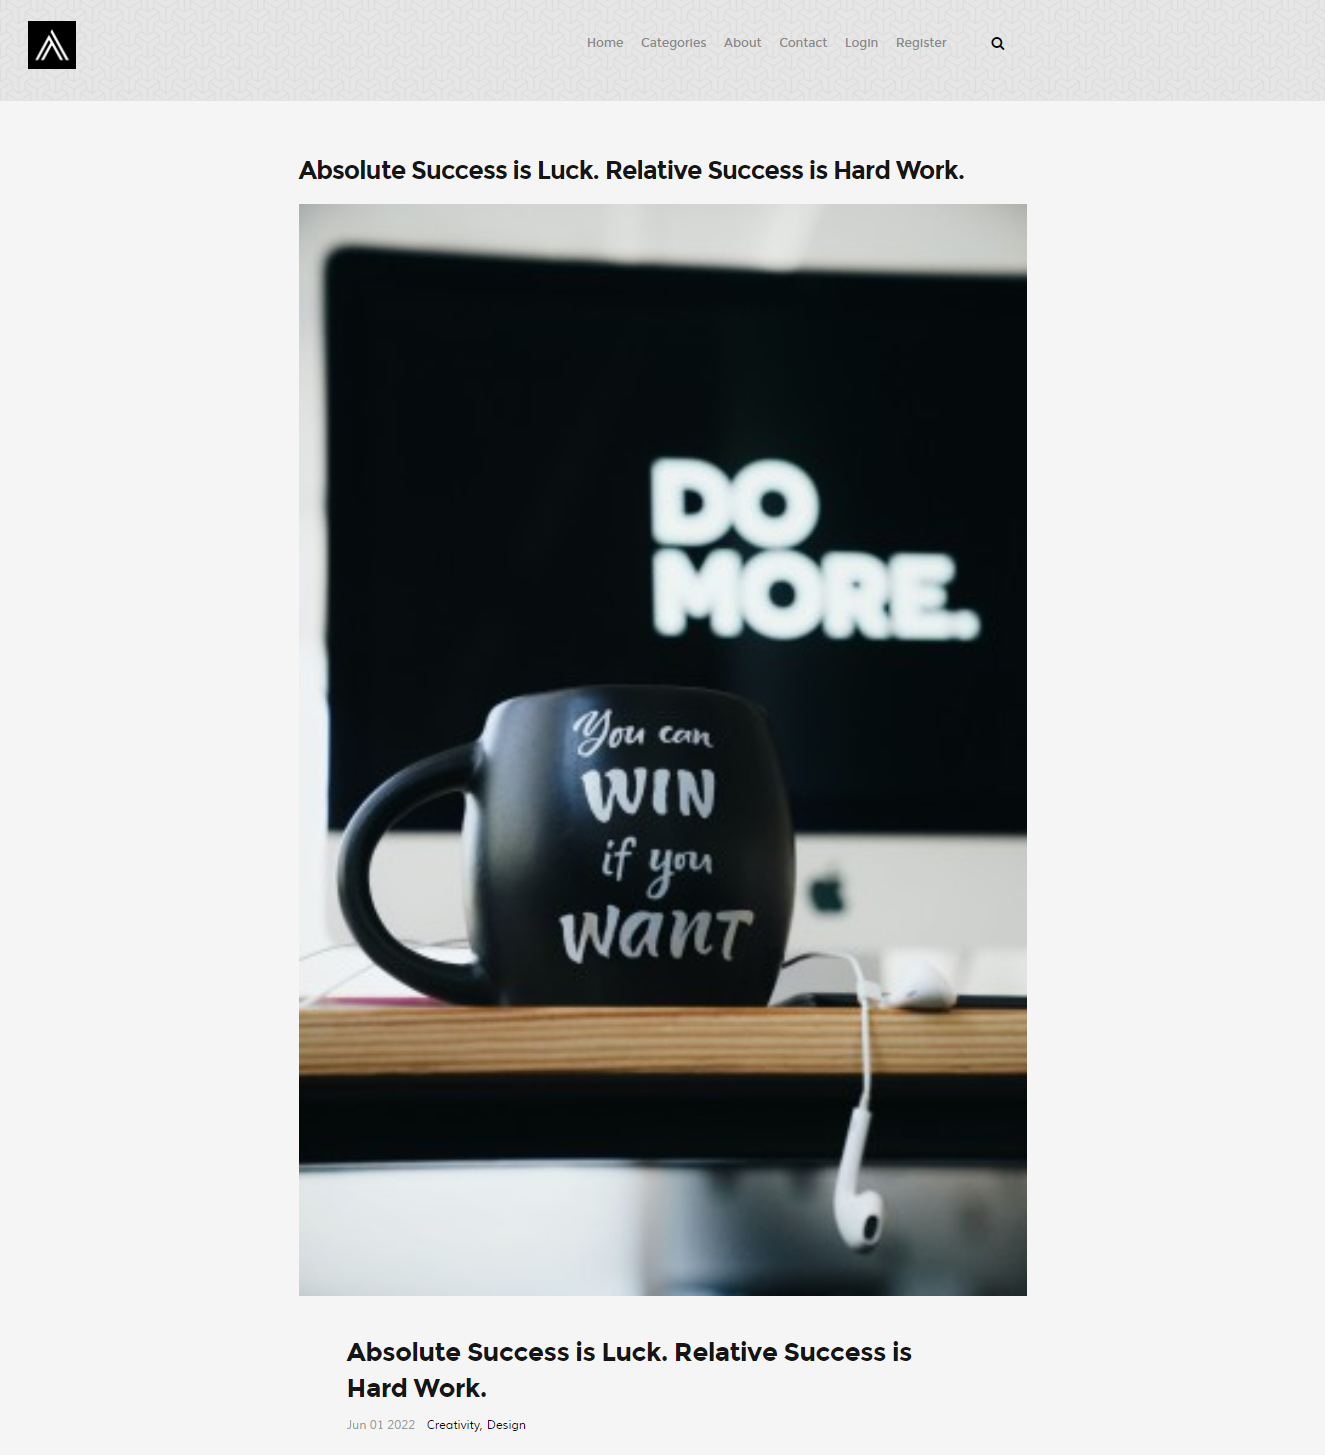 Home Categories About Contact Login Register
Absolute Success is Luck. Relative Success is Hard Work.
DO
MORE.
You can
WIN
if you
WANT
Absolute Success is Luck. Relative Success is
Hard Work.
Jun 01 2022 Creativity, Design